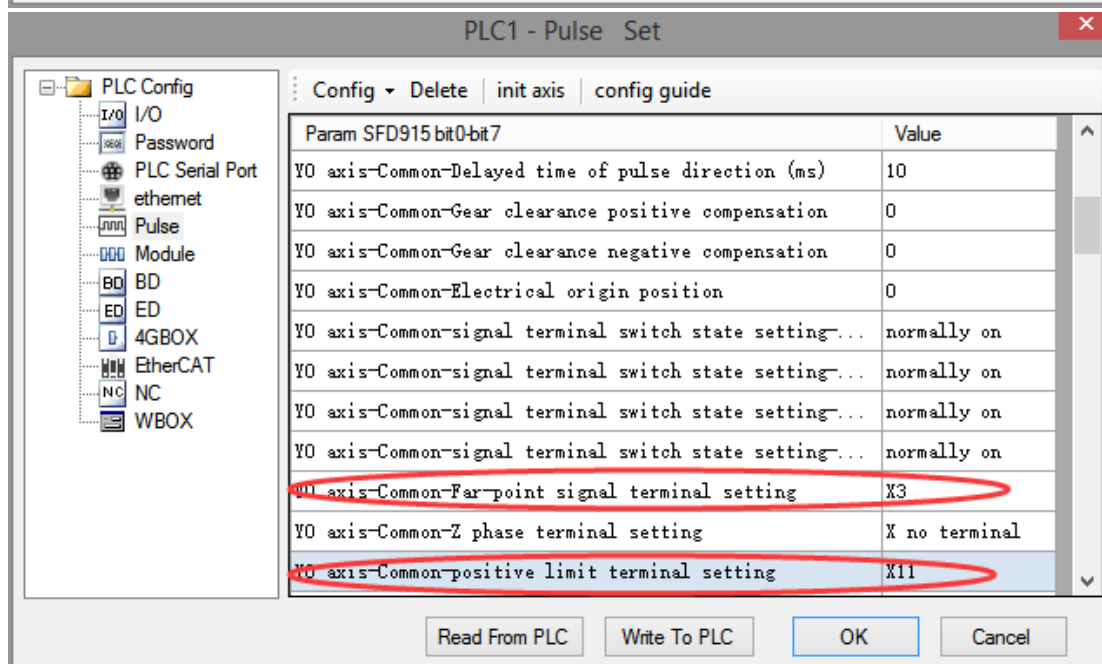 PLC1 - Pulse Set
PLC Config
I/O I/O
Password
PLC Serial Port
ethernet
Pulse
Module
BD BD
ED ED
4GBOX
EtherCAT
NC NC
WBOX
Config Delete init axis config guide
Param SFD915 bit0-bit7 Value
Y0 axis-Common-Delayed time of pulse direction (ms) 10
Y0 axis-Common-Gear clearance positive compensation 0
Y0 axis-Common-Gear clearance negative compensation 0
Y0 axis-Common-Electrical origin position 0
Y0 axis-Common-signal terminal switch state setting-... normally on
Y0 axis-Common-signal terminal switch state setting-... normally on
Y0 axis-Common-signal terminal switch state setting-... normally on
Y0 axis-Common-signal terminal switch state setting-... normally on
Y0 axis-Common-Far-point signal terminal setting X3
Y0 axis-Common-Z phase terminal setting X no terminal
Y0 axis-Common-positive limit terminal setting X11
Read From PLC Write To PLC OK Cancel